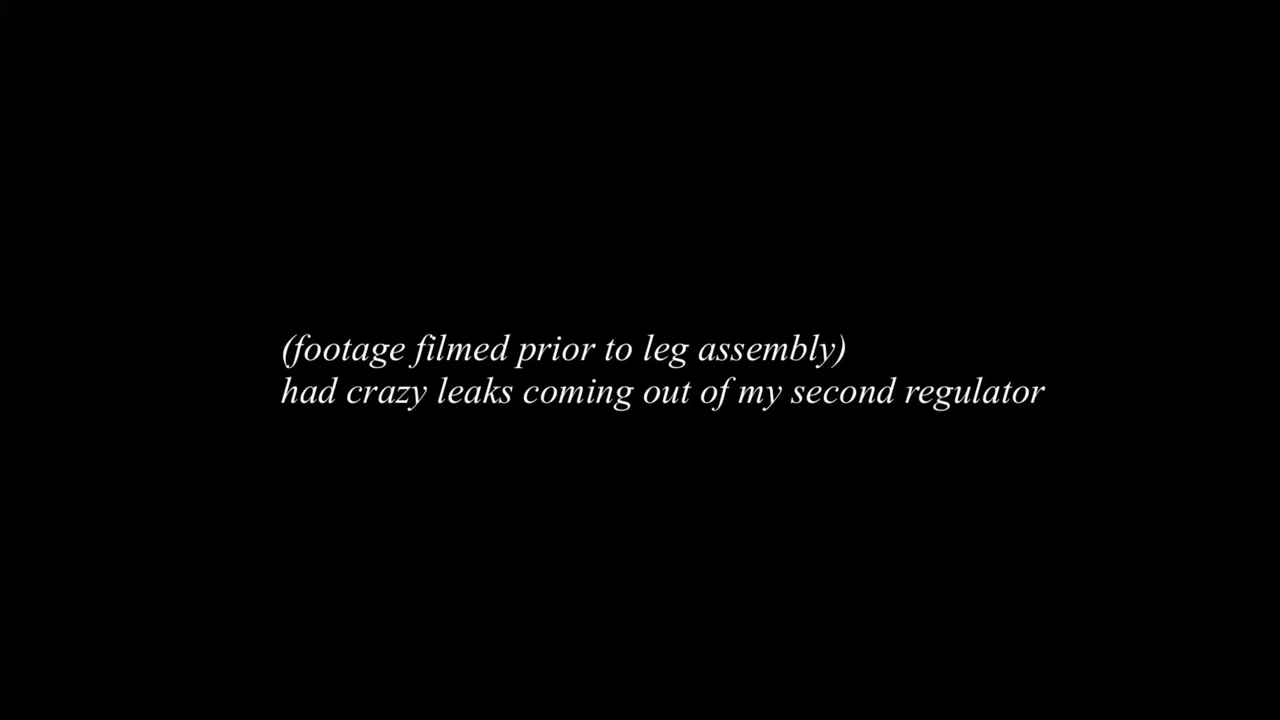 (footage filmed prior to leg assembly)
had crazy leaks coming out of my second regulator